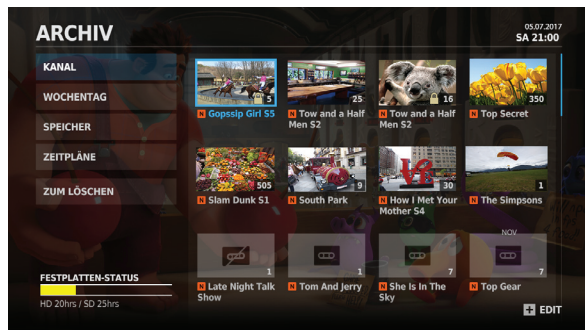 ARCHIV
05.07.2017
SA 21:00
KANAL
WOCHENTAG
SPEICHER
ZEITPLÄNE
ZUM LÖSCHEN
5
N Gopssip Girl S5
25
N Tow and a Half
Men S2
16
N Tow and a Half
Men S2
350
N Top Secret
505
N Slam Dunk S1
9
N South Park
30
N How I Met Your
Mother S4
1
N The Simpsons
1
N Late Night Talk
Show
1
N Tom And Jerry
7
N She Is In The
Sky
NOV
7
N Top Gear
FESTPLATTEN-STATUS
HD 20hrs / SD 25hrs
+ EDIT